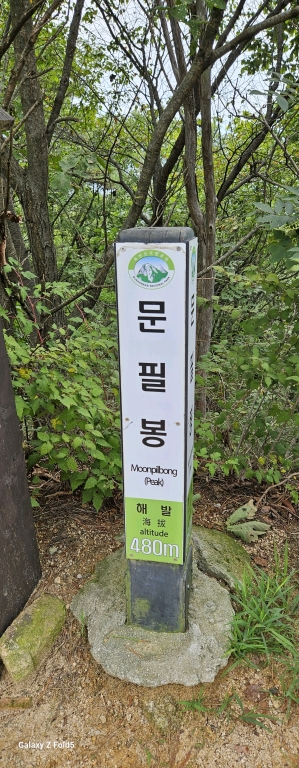 문
필
봉
Moonpilbong
(Peak)
해 발
海 拔
altitude
480m
Galaxy Z Fold5